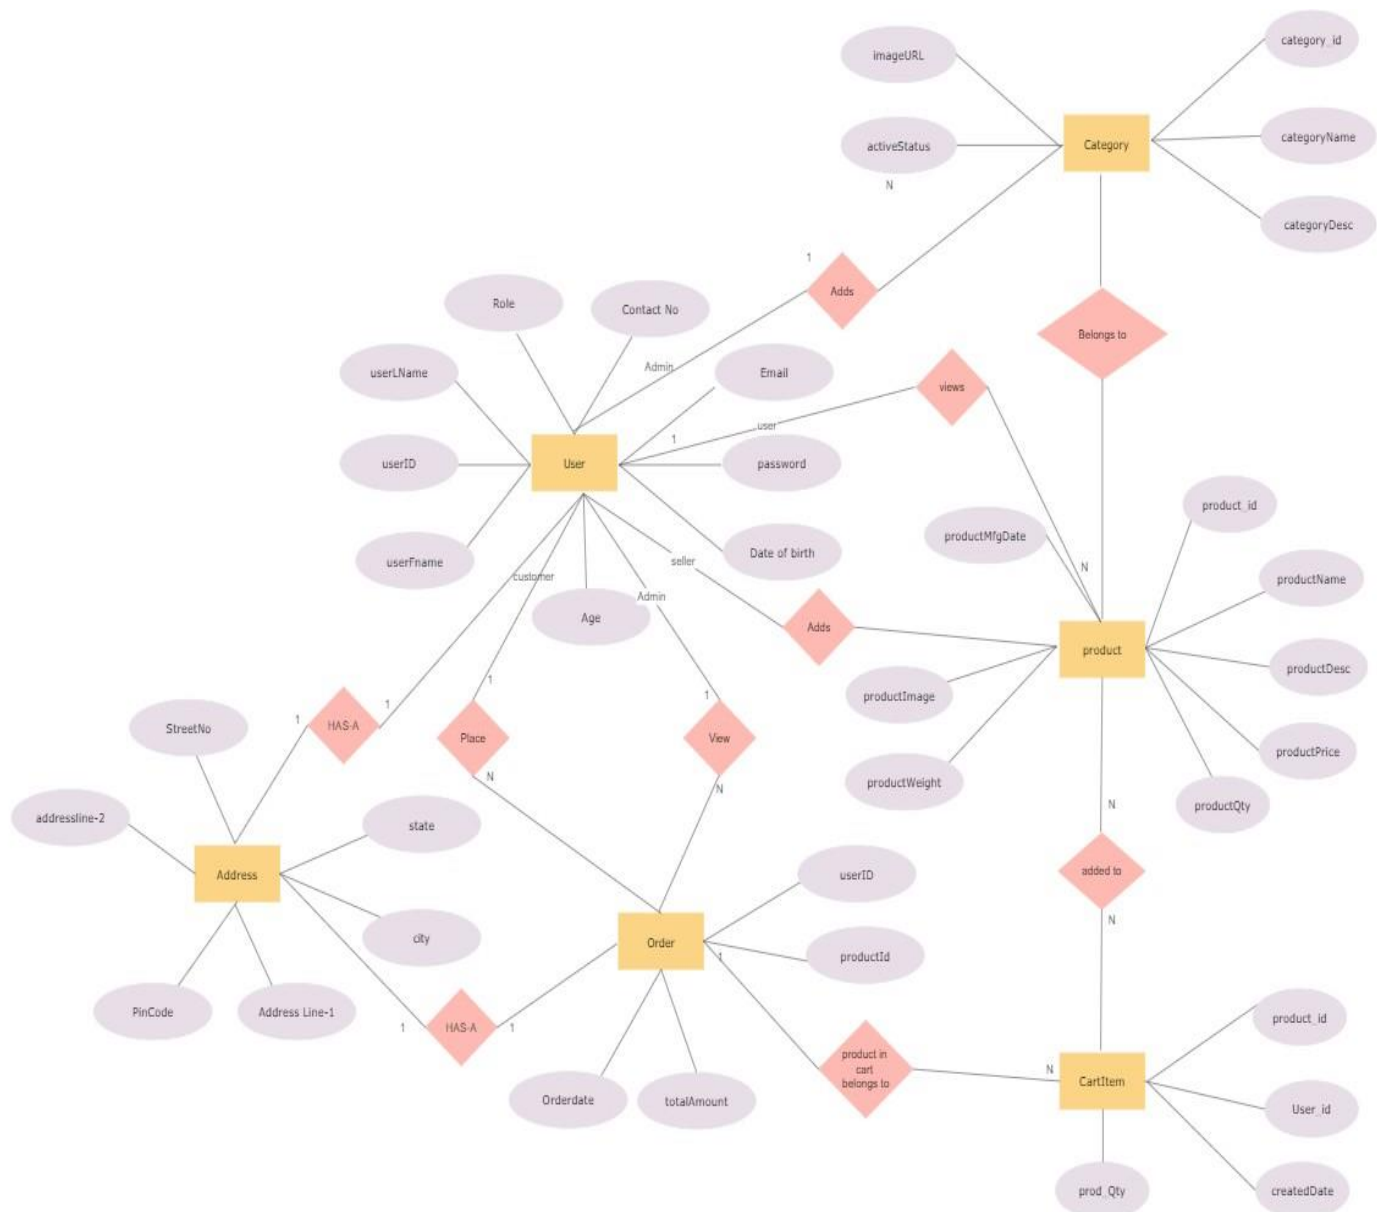 imageURL
category_id
activeStatus
Category
categoryName
N
categoryDesc
1
Adds
Role
Contact No
Belongs to
userLName
Admin
Email
views
user
1
userID
User
password
product_id
userFname
customer
seller
Date of birth
productMfgDate
N
productName
Age
Admin
Adds
product
productDesc
productImage
1
1
StreetNo
1
HAS-A
1
Place
View
productPrice
N
N
productWeight
N
productQty
addressline-2
state
Address
added to
userID
N
city
Order
1
productId
PinCode
Address Line-1
1
HAS-A
1
product_id
product in
cart
belongs to
N
CartItem
Orderdate
totalAmount
User_id
prod_Qty
createdDate